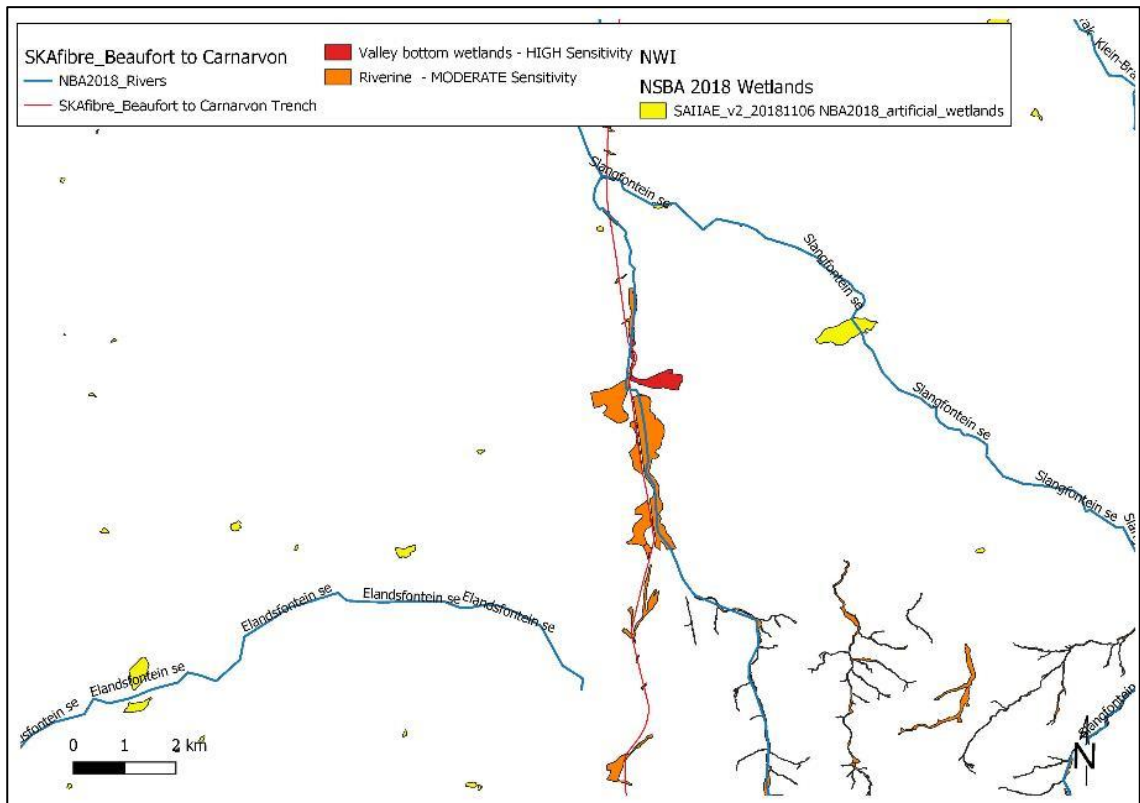 SKAfibre_Beaufort to Carnarvon
NBA2018_Rivers
SKAfibre_Beaufort to Carnarvon Trench
Valley bottom wetlands - HIGH Sensitivity
Riverine - MODERATE Sensitivity
NWI
NSBA 2018 Wetlands
SAIIAE_v2_20181106 NBA2018_artificial_wetlands
Slangfontein se
Slangfontein se
Slangfontein se
Slangfontein se
Slangfontein se
Elandsfontein se
Elandsfontein se
Elandsfontein se
Elandsfontein se
0 1 2 km
N